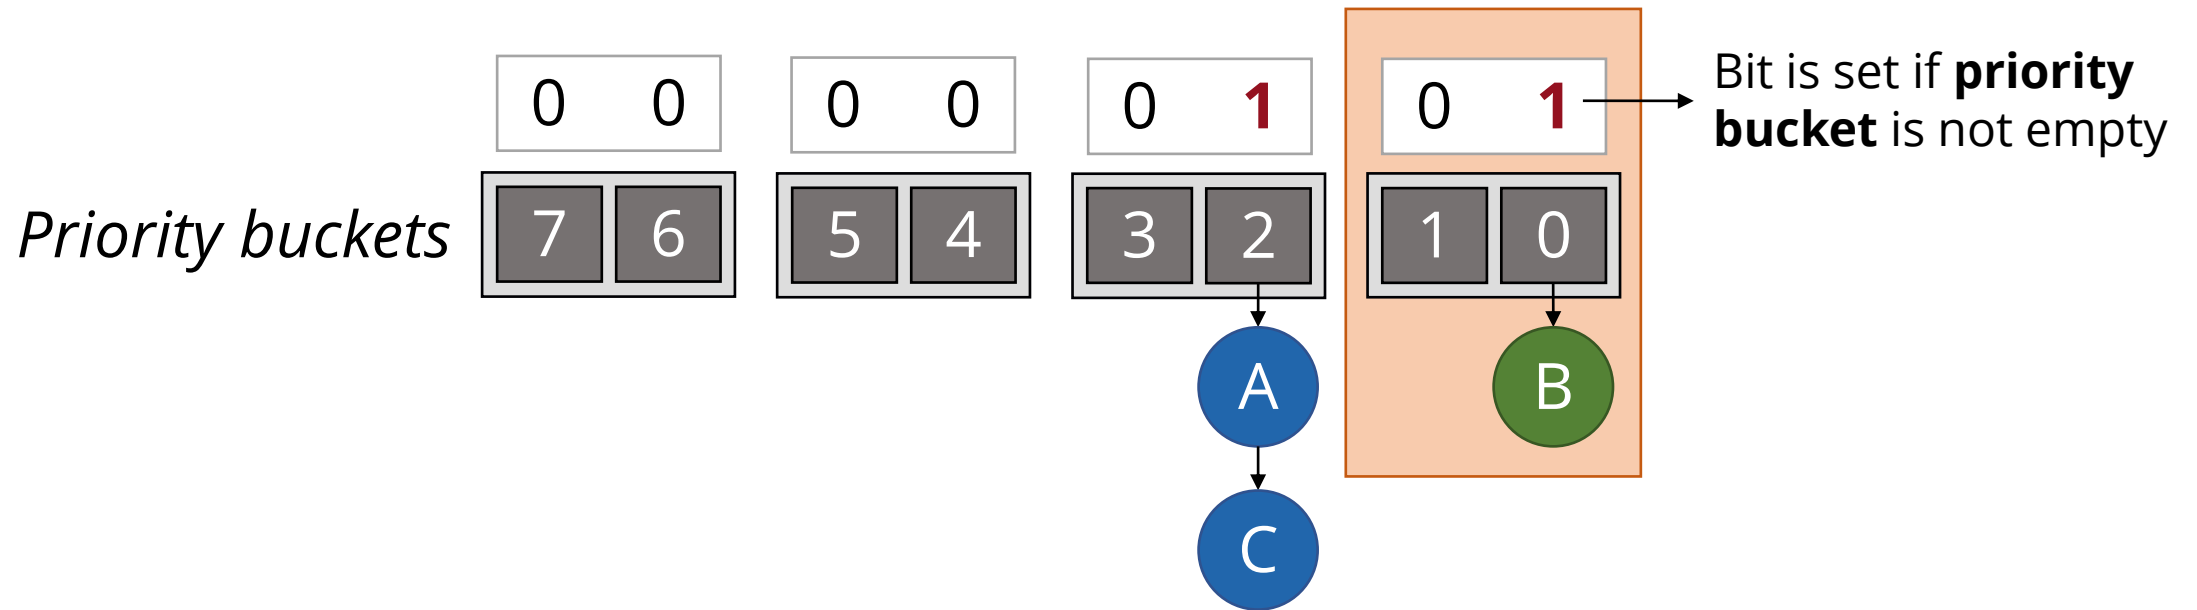 0 0 0 0 0 1 0 1
Bit is set if priority
bucket is not empty
Priority buckets 7 6 5 4 3 2 1 0
A B
C